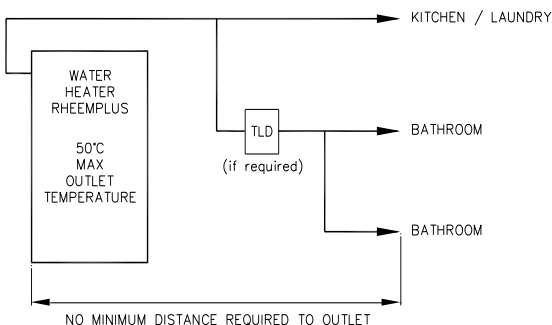 KITCHEN / LAUNDRY
WATER
HEATER
RHEEMPLUS
50°C
MAX
OUTLET
TEMPERATURE
TLD
(if required)
BATHROOM
BATHROOM
NO MINIMUM DISTANCE REQUIRED TO OUTLET